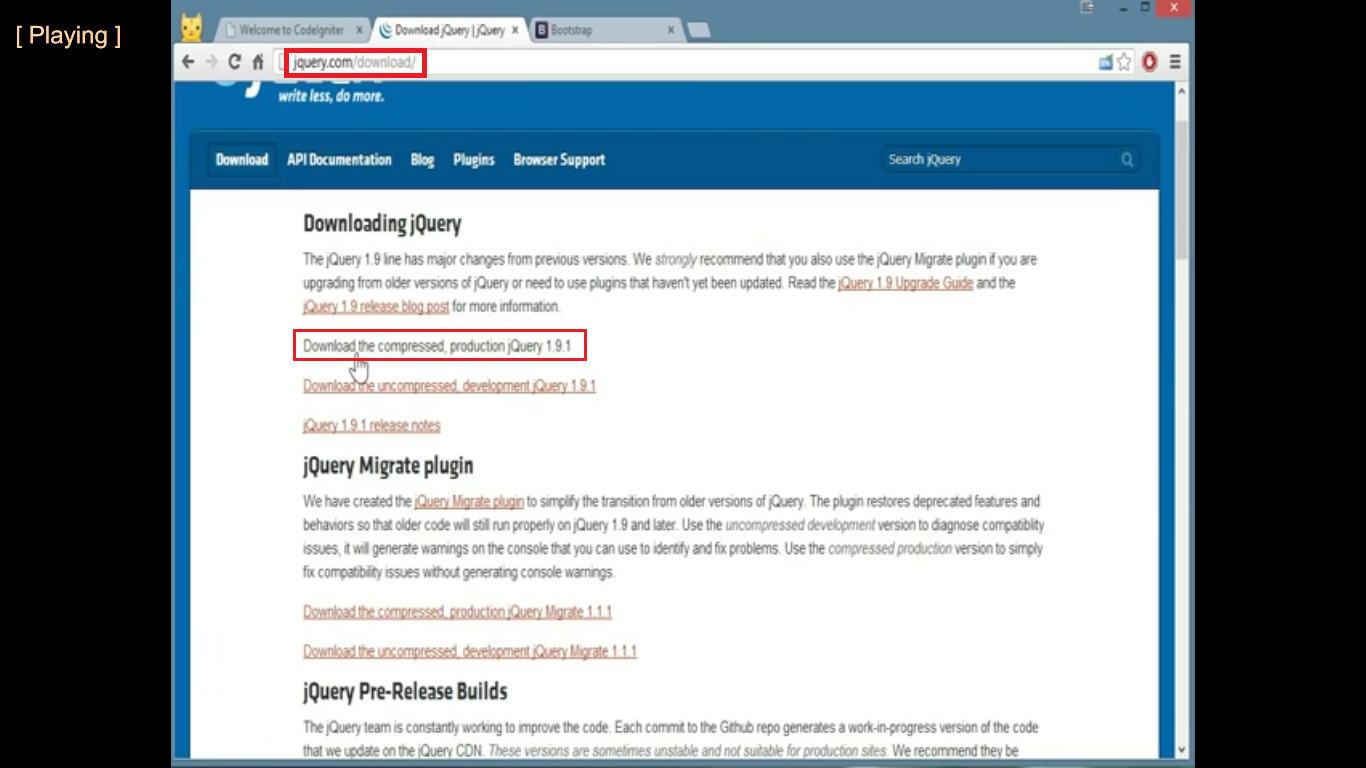 [ Playing ]
Welcome to CodeIgniter
Download jQuery | jQuery
Bootstrap
jquery.com/download/
write less, do more.
Download API Documentation Blog Plugins Browser Support Search jQuery
Downloading jQuery
The jQuery 1.9 line has major changes from previous versions. We strongly recommend that you also use the jQuery Migrate plugin if you are
upgrading from older versions of jQuery or need to use plugins that haven't yet been updated. Read the jQuery 1.9 Upgrade Guide and the
jQuery 1.9 release blog post for more information.
Download the compressed, production jQuery 1.9.1
Download the uncompressed, development jQuery 1.9.1
jQuery 1.9.1 release notes
jQuery Migrate plugin
We have created the jQuery Migrate plugin to simplify the transition from older versions of jQuery. The plugin restores deprecated features and
behaviors so that older code will still run properly on jQuery 1.9 and later. Use the uncompressed development version to diagnose compatiblity
issues, it will generate warnings on the console that you can use to identify and fix problems. Use the compressed production version to simply
fix compatibility issues without generating console warnings.
Download the compressed, production jQuery Migrate 1.1.1
Download the uncompressed, development jQuery Migrate 1.1.1
jQuery Pre-Release Builds
The jQuery team is constantly working to improve the code. Each commit to the Github repo generates a work-in-progress version of the code
that we update on the jQuery CDN. These versions are sometimes unstable and not suitable for production sites. We recommend they be